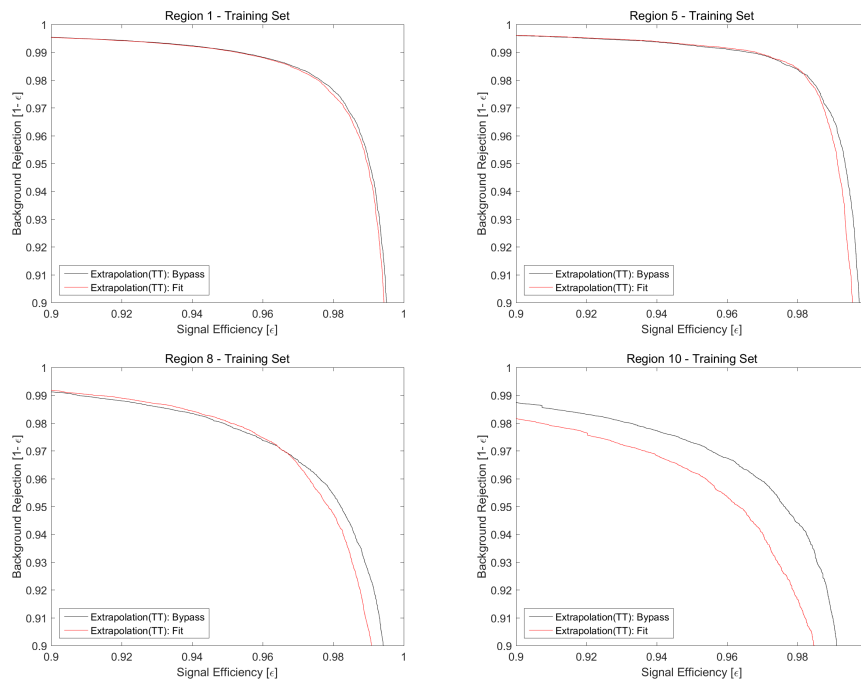 Region 1 - Training Set
1
0.99
0.98
0.97
0.96
0.95
0.94
0.93
0.92
0.91
0.9
Background Rejection [1- ϵ]
Extrapolation(TT): Bypass
Extrapolation(TT): Fit
0.9 0.92 0.94 0.96 0.98 1
Signal Efficiency [ϵ]
Region 5 - Training Set
1
0.99
0.98
0.97
0.96
0.95
0.94
0.93
0.92
0.91
0.9
Background Rejection [1- ϵ]
Extrapolation(TT): Bypass
Extrapolation(TT): Fit
0.9 0.92 0.94 0.96 0.98
Signal Efficiency [ϵ]
Region 8 - Training Set
1
0.99
0.98
0.97
0.96
0.95
0.94
0.93
0.92
0.91
0.9
Background Rejection [1- ϵ]
Extrapolation(TT): Bypass
Extrapolation(TT): Fit
0.9 0.92 0.94 0.96 0.98 1
Signal Efficiency [ϵ]
Region 10 - Training Set
1
0.99
0.98
0.97
0.96
0.95
0.94
0.93
0.92
0.91
0.9
Background Rejection [1- ϵ]
Extrapolation(TT): Bypass
Extrapolation(TT): Fit
0.9 0.92 0.94 0.96 0.98
Signal Efficiency [ϵ]